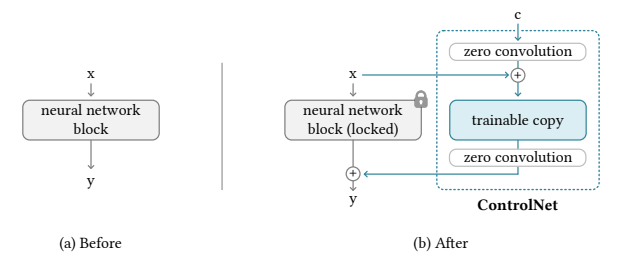 x
neural network
block
y
(a) Before
c
zero convolution
x
+
neural network
block (locked)
trainable copy
zero convolution
+
y
ControlNet
(b) After